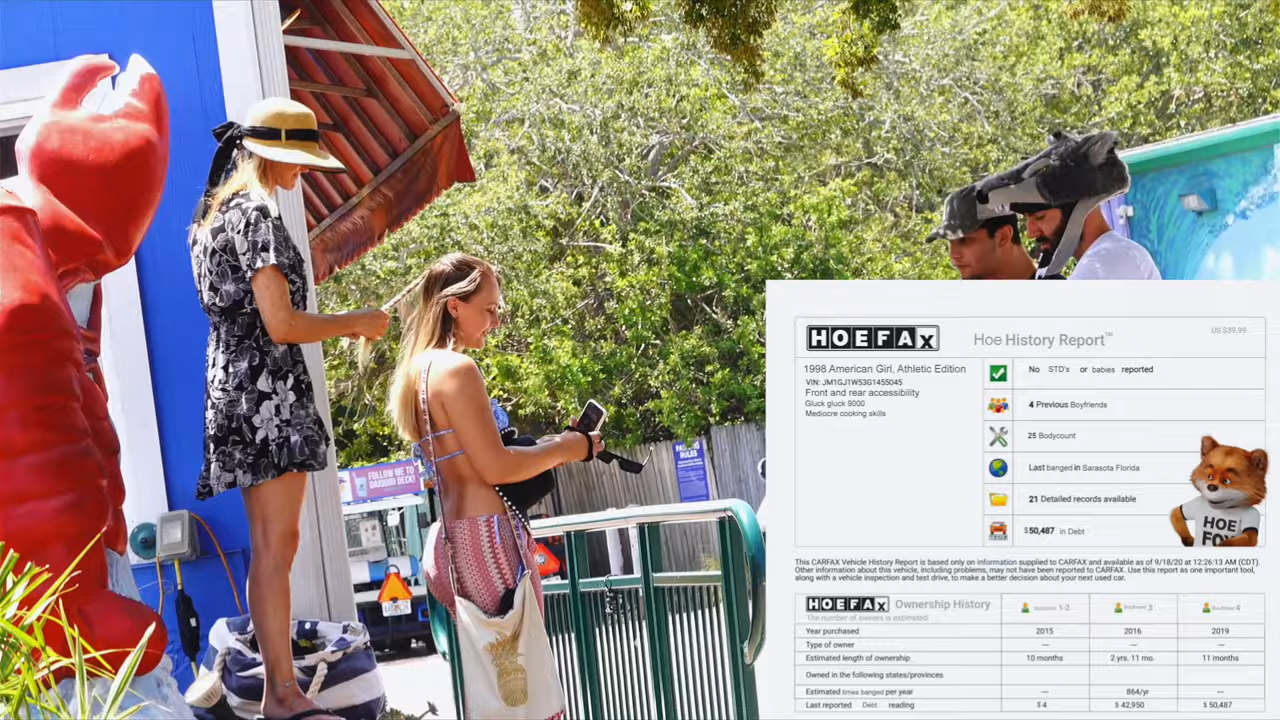 FOLLOW ME TO
DAIQUIRI DECK!
RULES
HOEFAX
Hoe History Report™
US $39.99
1998 American Girl, Athletic Edition
VIN: JM1GJ1W53G1455045
Front and rear accessibility
Gluck gluck 9000
Mediocre cooking skills
No STD's or babies reported
4 Previous Boyfriends
25 Bodycount
Last banged in Sarasota Florida
21 Detailed records available
$50,487 in Debt
HOE
FOX
This CARFAX Vehicle History Report is based only on information supplied to CARFAX and available as of 9/18/20 at 12:26:13 AM (CDT).
Other information about this vehicle, including problems, may not have been reported to CARFAX. Use this report as one important tool,
along with a vehicle inspection and test drive, to make a better decision about your next used car.
HOEFAX Ownership History
The number of owners is estimated
1-2
Boyfriend 3
Boyfriend 4
Year purchased 2015 2016 2019
Type of owner — — —
Estimated length of ownership 10 months 2 yrs. 11 mo. 11 months
Owned in the following states/provinces
Estimated times banged per year — 864/yr —
Last reported Debt reading $4 $42,950 $50,487